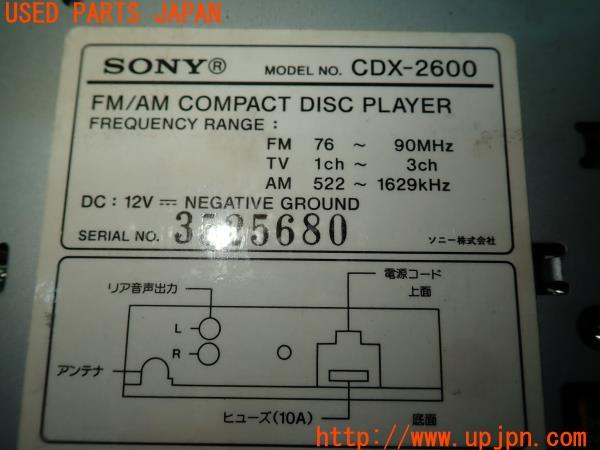 USED PARTS JAPAN
SONY® MODEL NO. CDX-2600
FM/AM COMPACT DISC PLAYER
FREQUENCY RANGE :
FM 76 ~ 90MHz
TV 1ch ~ 3ch
AM 522 ~ 1629kHz
DC : 12V ⎓ NEGATIVE GROUND
SERIAL NO. 3525680
ソニー株式会社
リア音声出力
電源コード
上面
L
R
アンテナ
ヒューズ(10A)
底面
http://www.upjpn.com